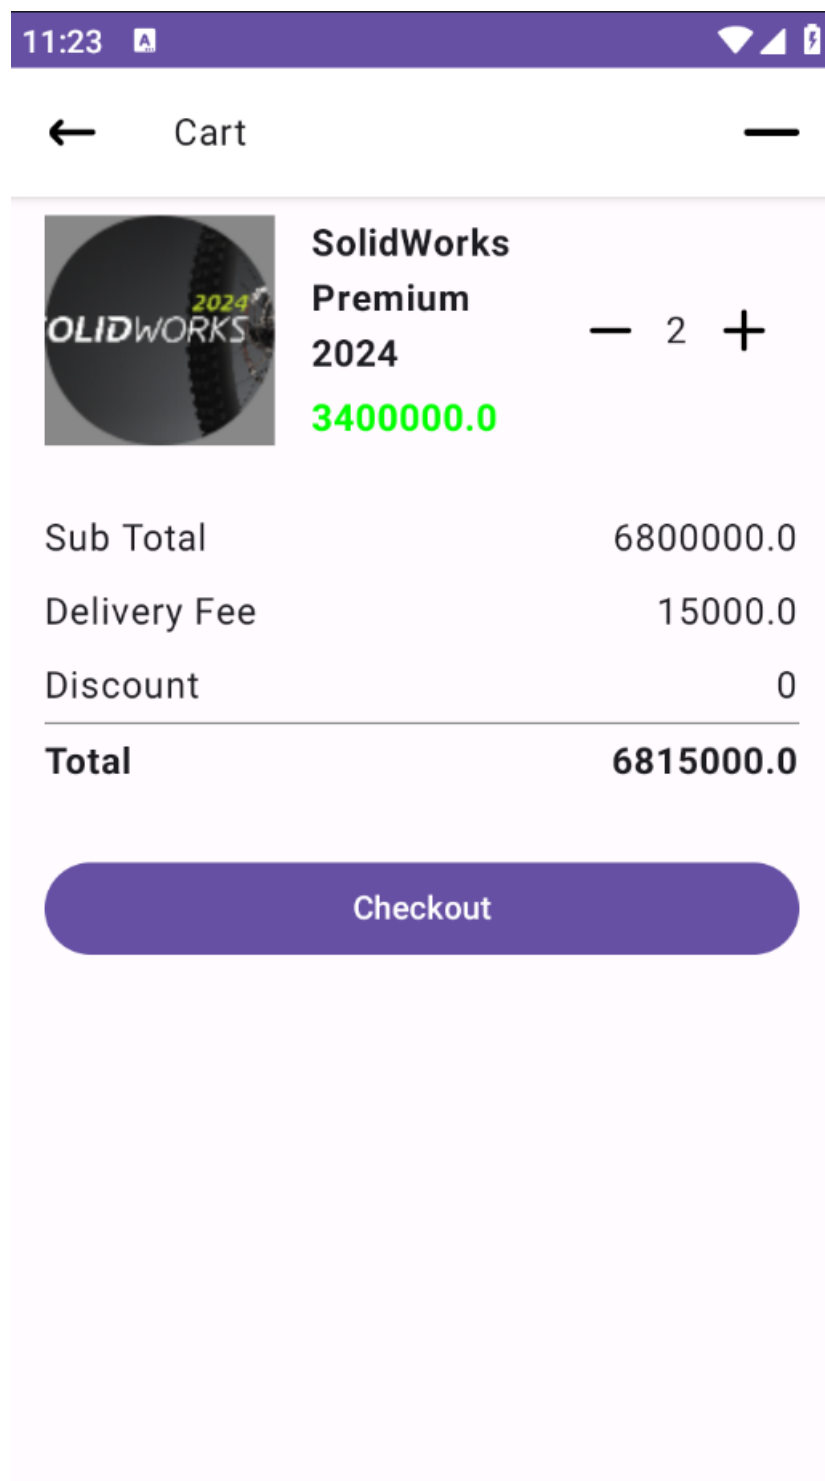 11:23 A
Cart
2024
OLIDWORKS
SolidWorks
Premium
2024
3400000.0
2
Sub Total 6800000.0
Delivery Fee 15000.0
Discount 0
Total 6815000.0
Checkout